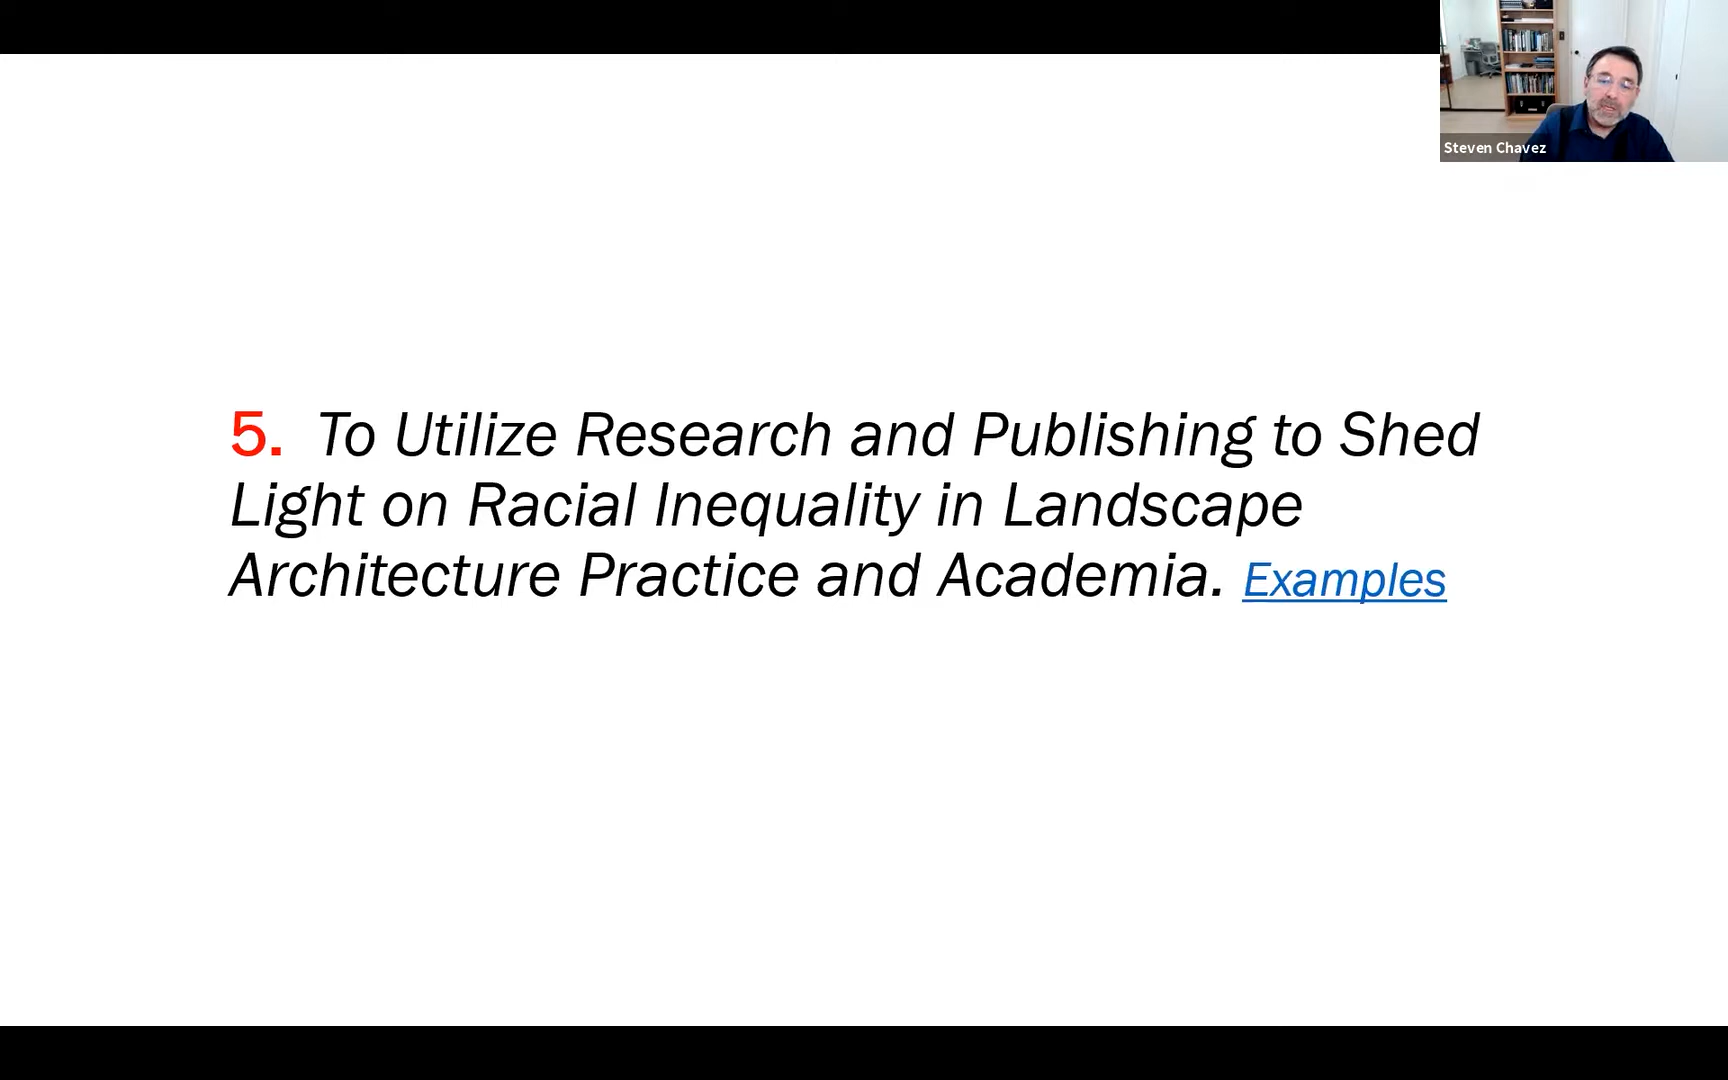 Steven Chavez
5. To Utilize Research and Publishing to Shed
Light on Racial Inequality in Landscape
Architecture Practice and Academia. Examples